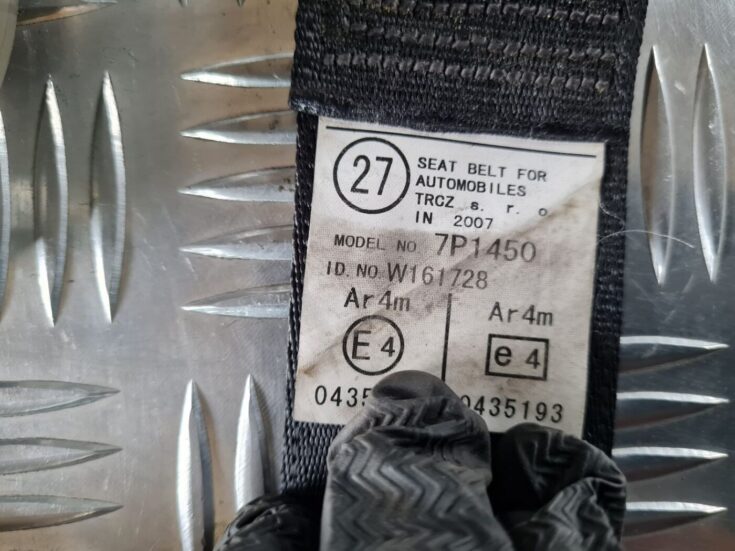 27
SEAT BELT FOR
AUTOMOBILES
TRCZ s. r. o
IN 2007
MODEL NO. 7P1450
ID. NO. W161728
Ar4m
E4
Ar4m
e4
0435193